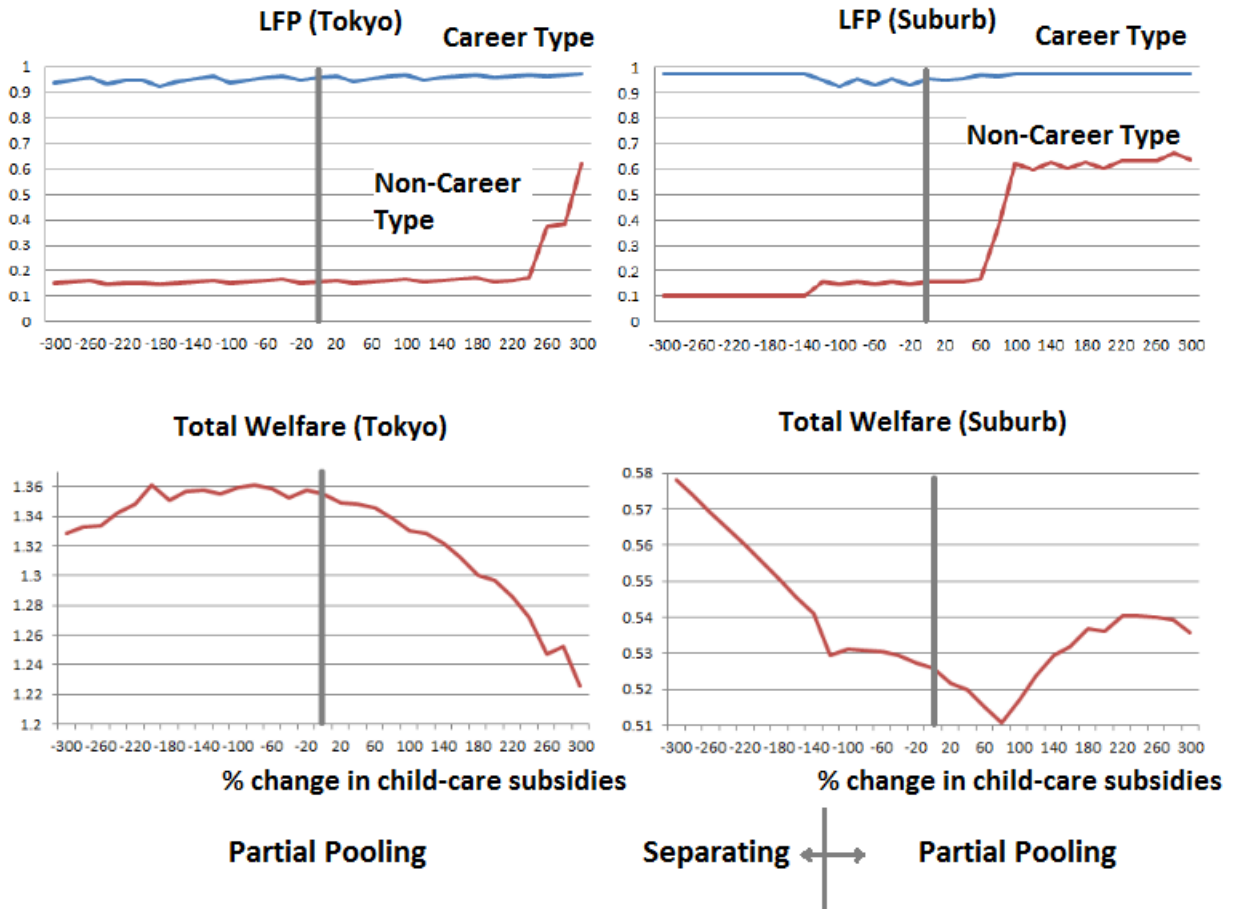 LFP (Tokyo)
Career Type
1
0.9
0.8
0.7
0.6
0.5
0.4
0.3
0.2
0.1
0
Non-Career
Type
-300 -260 -220 -180 -140 -100 -60 -20 20 60 100 140 180 220 260 300
LFP (Suburb)
Career Type
1
0.9
0.8
0.7
0.6
0.5
0.4
0.3
0.2
0.1
0
Non-Career Type
-300 -260 -220 -180 -140 -100 -60 -20 20 60 100 140 180 220 260 300
Total Welfare (Tokyo)
1.36
1.34
1.32
1.3
1.28
1.26
1.24
1.22
1.2
-300 -260 -220 -180 -140 -100 -60 -20 20 60 100 140 180 220 260 300
% change in child-care subsidies
Total Welfare (Suburb)
0.58
0.57
0.56
0.55
0.54
0.53
0.52
0.51
-300 -260 -220 -180 -140 -100 -60 -20 20 60 100 140 180 220 260 300
% change in child-care subsidies
Partial Pooling
Separating
Partial Pooling